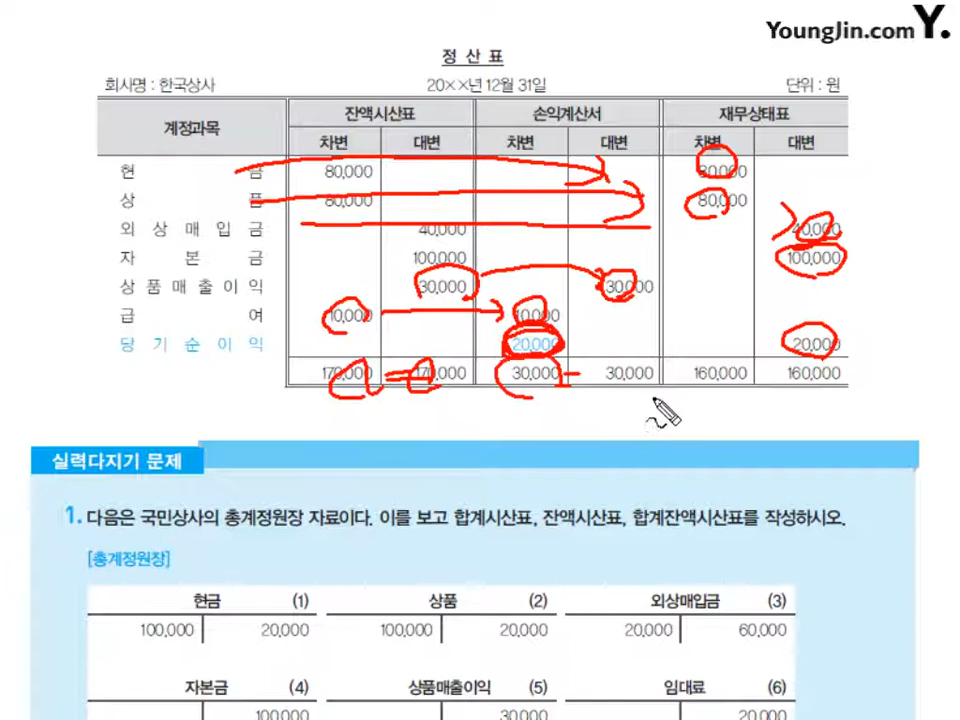 YoungJin.com Y.
정 산 표
회사명 : 한국상사 20××년 12월 31일 단위 : 원
계정과목 잔액시산표 손익계산서 재무상태표
차변 대변 차변 대변 차변 대변
현 금 80,000 80,000
상 품 80,000 80,000
외 상 매 입 금 40,000 40,000
자 본 금 100,000 100,000
상 품 매 출 이 익 30,000 30,000
급 여 10,000 10,000
당 기 순 이 익 20,000 20,000
170,000 170,000 30,000 30,000 160,000 160,000
실력다지기 문제
1. 다음은 국민상사의 총계정원장 자료이다. 이를 보고 합계시산표, 잔액시산표, 합계잔액시산표를 작성하시오.
[총계정원장]
현금 (1) 상품 (2) 외상매입금 (3)
100,000 20,000 100,000 20,000 20,000 60,000
자본금 (4) 상품매출이익 (5) 임대료 (6)
100,000 30,000 20,000